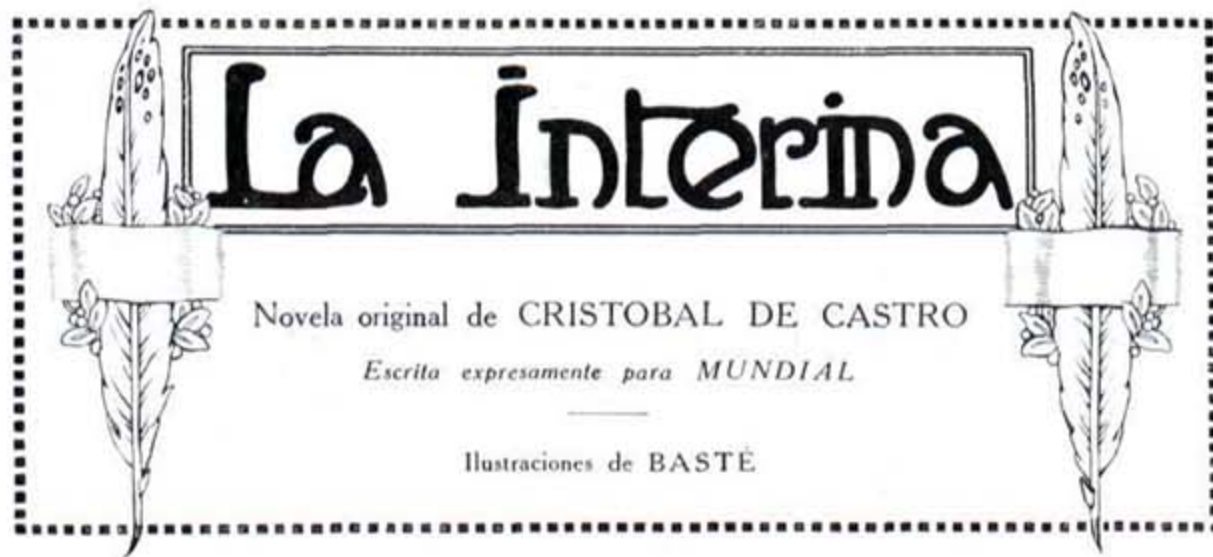 La Interina
Novela original de CRISTOBAL DE CASTRO
Escrita expresamente para MUNDIAL
Ilustraciones de BASTÉ